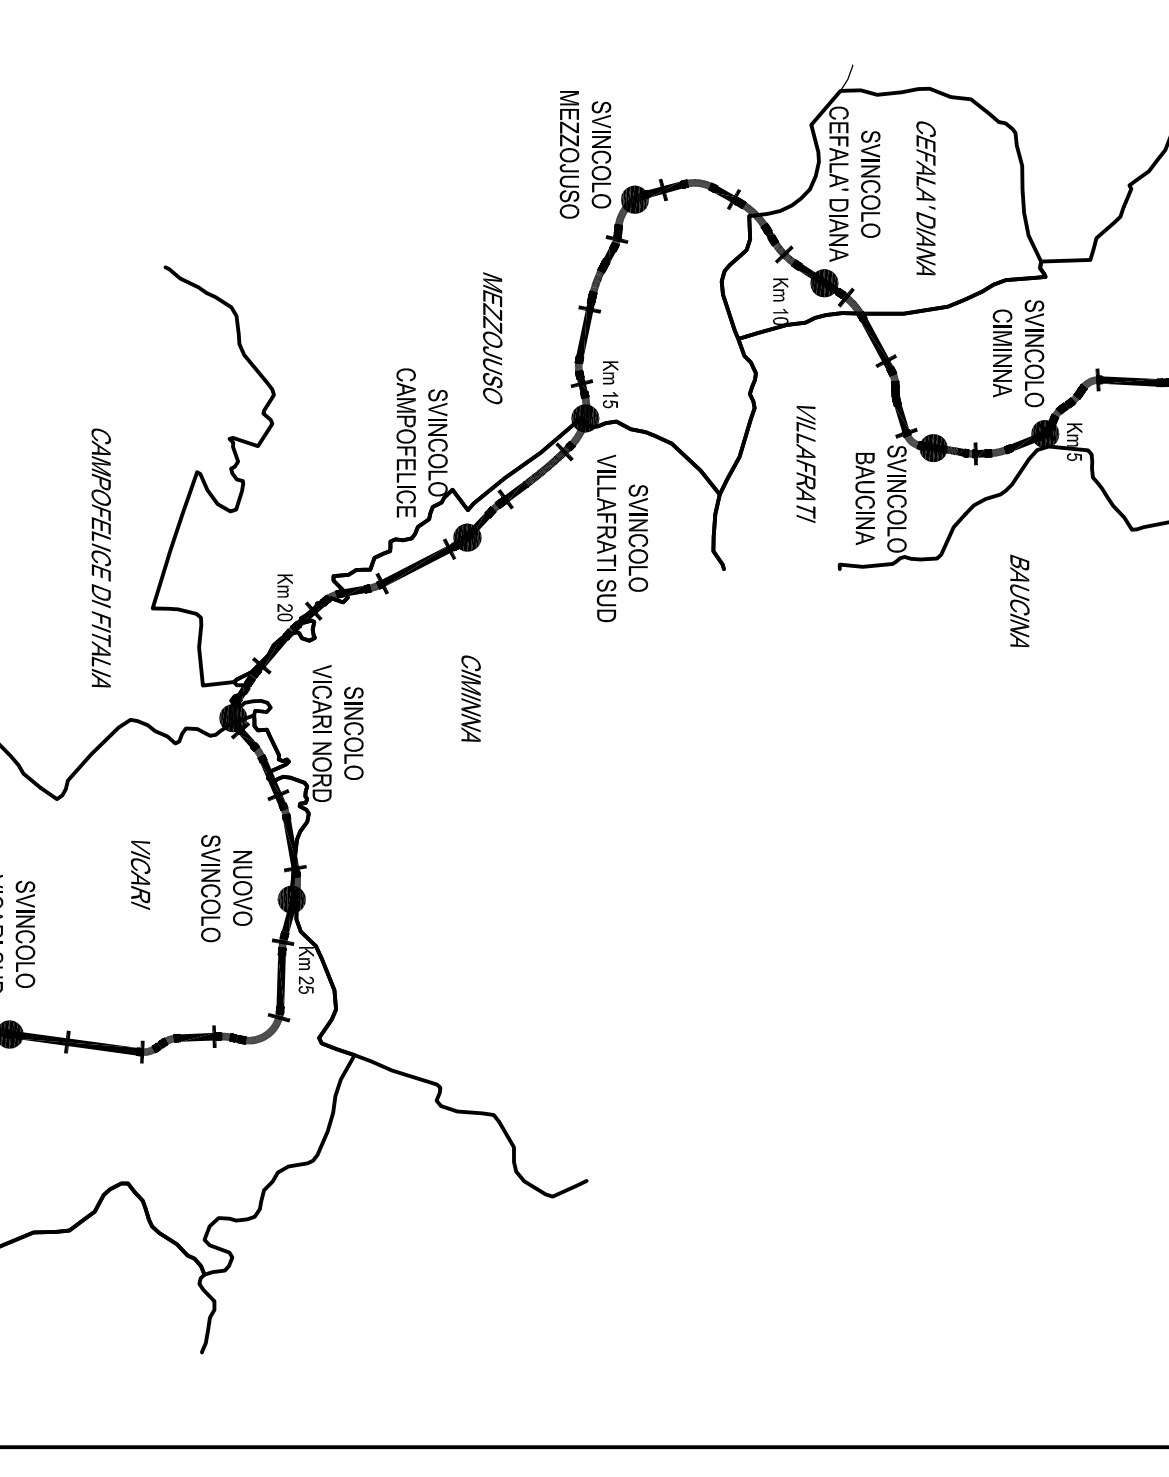 SVINCOLO
MEZZOJUSO
SVINCOLO
CEFALA' DIANA
CEFALA' DIANA
Km 10
SVINCOLO
CIMINNA
Km 5
MEZZOJUSO
Km 15
SVINCOLO
CAMPOFELICE
VILLAFRATI
SVINCOLO
BAUCINA
BAUCINA
SVINCOLO
VILLAFRATI SUD
CAMPOFELICE DI FITALIA
Km 20
CIMINNA
SINCOLO
VICARI NORD
VICARI
NUOVO
SVINCOLO
Km 25
SVINCOLO